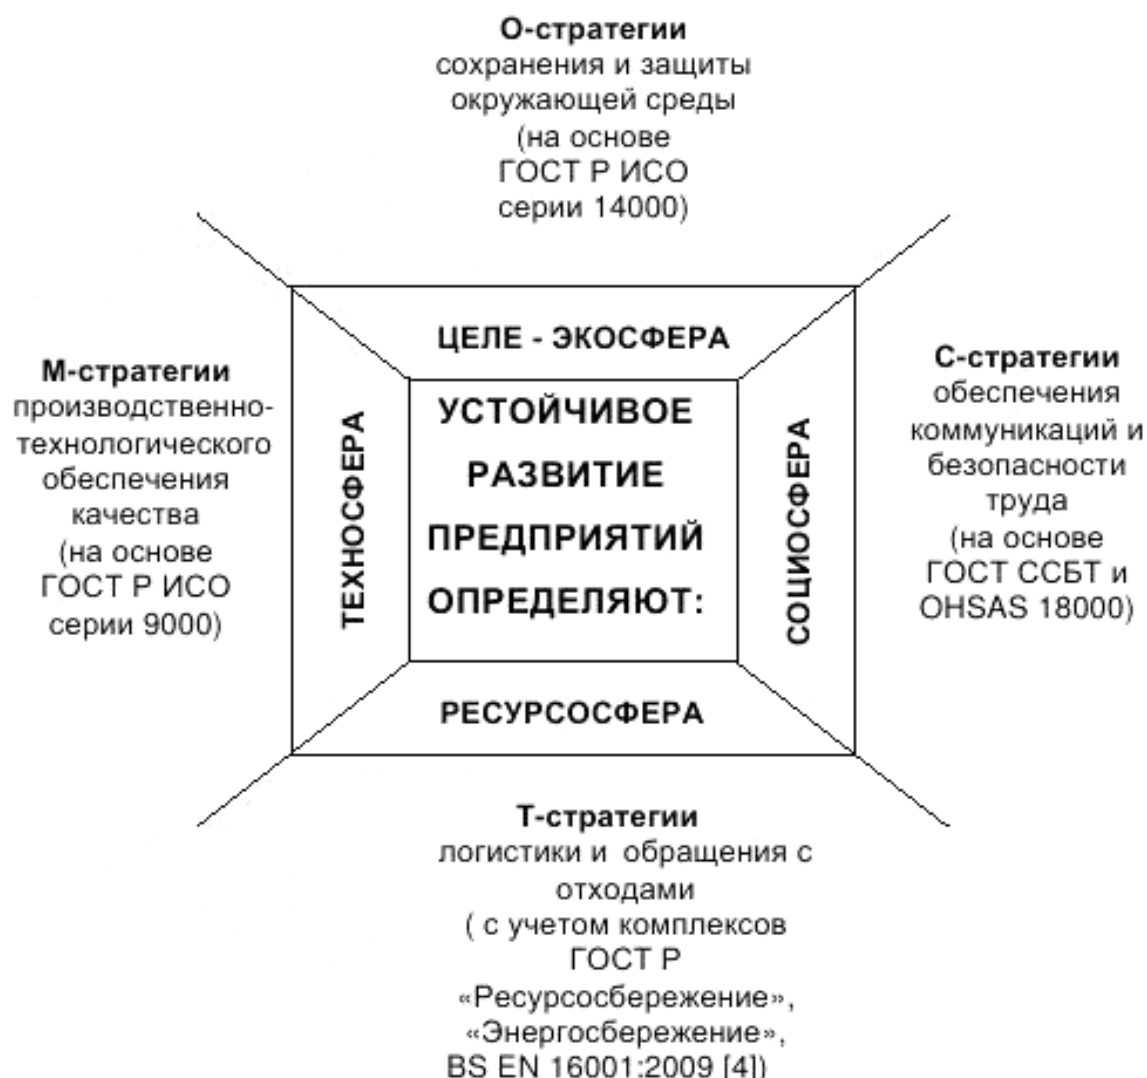 О-стратегии
сохранения и защиты
окружающей среды
(на основе
ГОСТ Р ИСО
серии 14000)
ЦЕЛЕ - ЭКОСФЕРА
М-стратегии
производственно-
технологического
обеспечения
качества
(на основе
ГОСТ Р ИСО
серии 9000)
ТЕХНОСФЕРА
УСТОЙЧИВОЕ
РАЗВИТИЕ
ПРЕДПРИЯТИЙ
ОПРЕДЕЛЯЮТ:
СОЦИОСФЕРА
С-стратегии
обеспечения
коммуникаций и
безопасности
труда
(на основе
ГОСТ ССБТ и
OHSAS 18000)
РЕСУРСОСФЕРА
Т-стратегии
логистики и обращения с
отходами
( с учетом комплексов
ГОСТ Р
«Ресурсосбережение»,
«Энергосбережение»,
BS EN 16001:2009 [4])